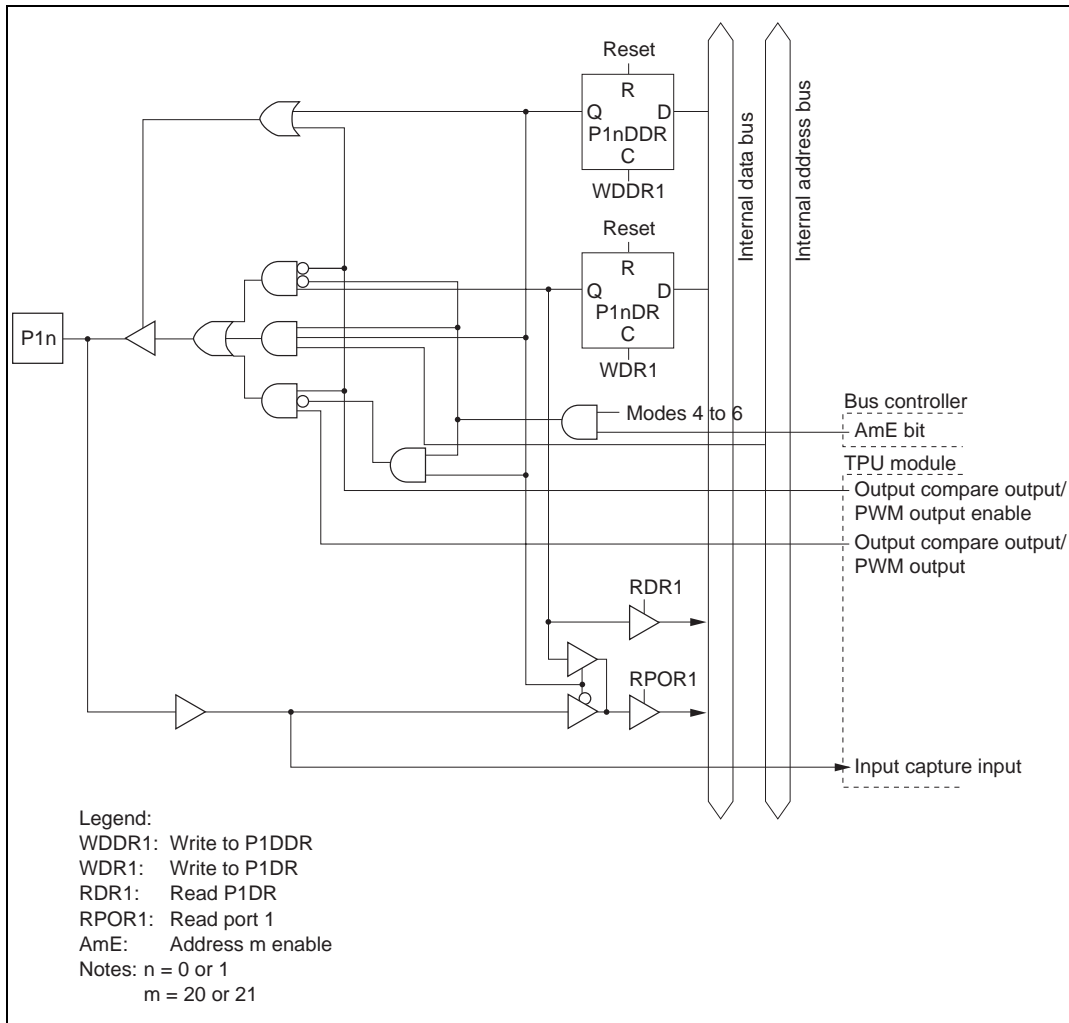 Reset
R
Q D
P1nDDR
C
WDDR1
Reset
R
Q D
P1nDR
C
WDR1
Internal data bus
Internal address bus
P1n
Modes 4 to 6
Bus controller
AmE bit
TPU module
Output compare output/
PWM output enable
Output compare output/
PWM output
RDR1
RPOR1
Input capture input
Legend:
WDDR1: Write to P1DDR
WDR1: Write to P1DR
RDR1: Read P1DR
RPOR1: Read port 1
AmE: Address m enable
Notes: n = 0 or 1
m = 20 or 21